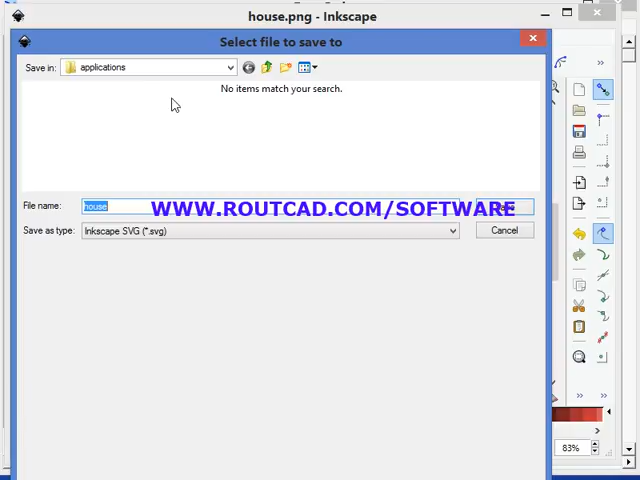 house.png - Inkscape
Select file to save to
Save in:
applications
No items match your search.
File name:
house
WWW.ROUTCAD.COM/SOFTWARE
Save as type:
Inkscape SVG (*.svg)
Cancel
83%